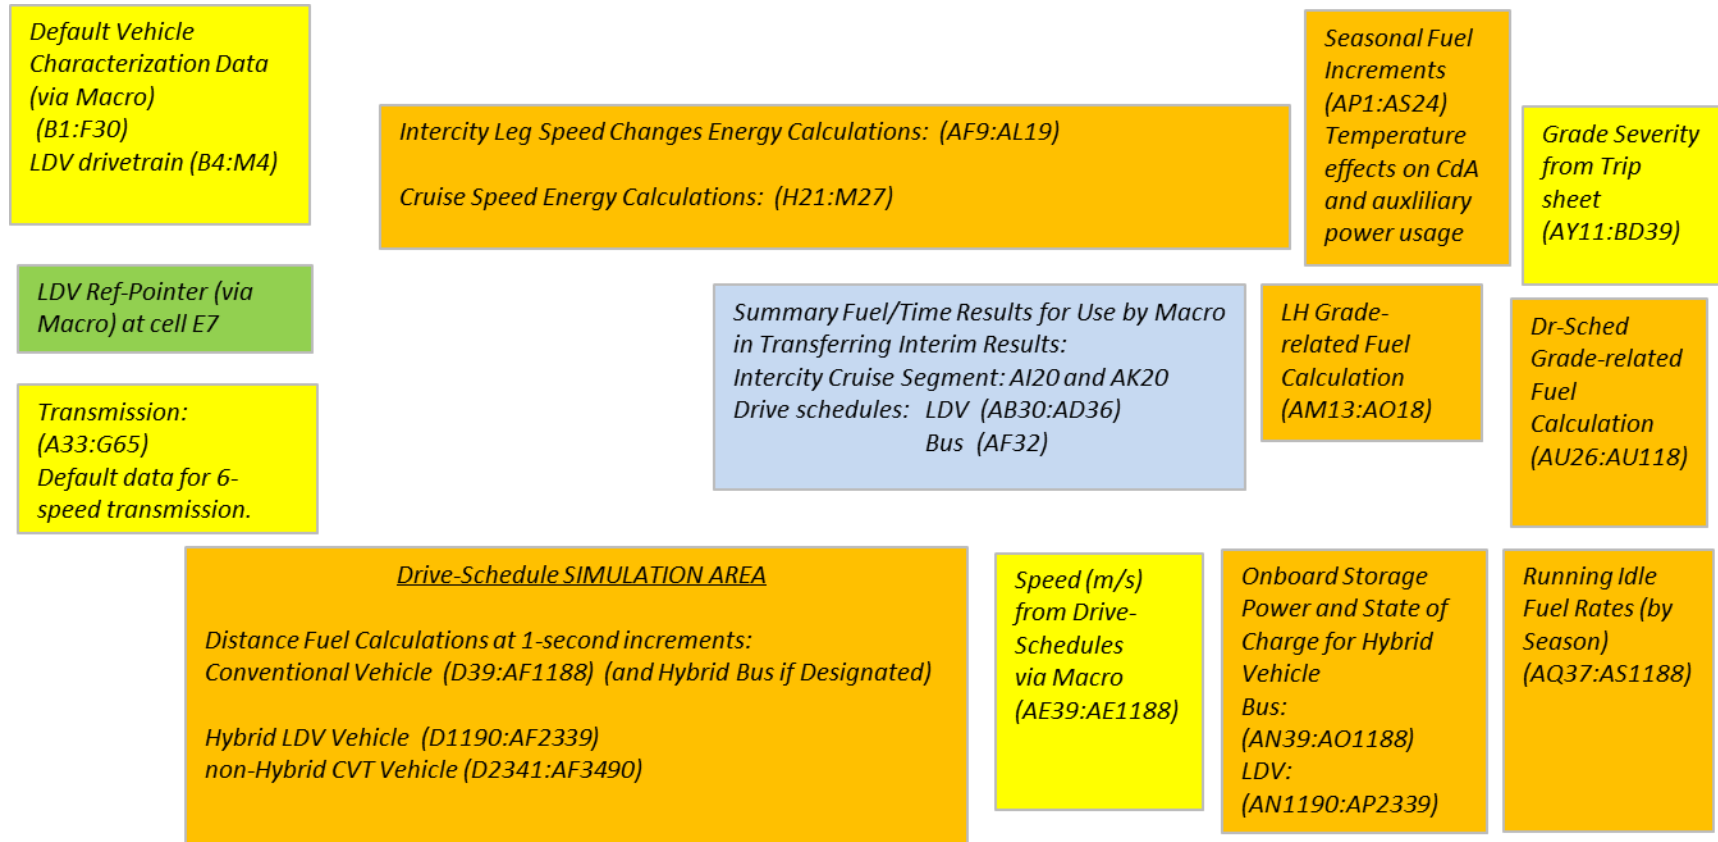 Default Vehicle
Characterization Data
(via Macro)
(B1:F30)
LDV drivetrain (B4:M4)
Intercity Leg Speed Changes Energy Calculations:  (AF9:AL19)
Cruise Speed Energy Calculations:  (H21:M27)
Seasonal Fuel
Increments
(AP1:AS24)
Temperature
effects on CdA
and auxliliary
power usage
Grade Severity
from Trip
sheet
(AY11:BD39)
LDV Ref-Pointer (via
Macro) at cell E7
Summary Fuel/Time Results for Use by Macro
in Transferring Interim Results:
Intercity Cruise Segment: AI20 and AK20
Drive schedules:   LDV  (AB30:AD36)
Bus  (AF32)
LH Grade-
related Fuel
Calculation
(AM13:AO18)
Dr-Sched
Grade-related
Fuel
Calculation
(AU26:AU118)
Transmission:
(A33:G65)
Default data for 6-
speed transmission.
Drive-Schedule SIMULATION AREA
Distance Fuel Calculations at 1-second increments:
Conventional Vehicle  (D39:AF1188)  (and Hybrid Bus if Designated)
Hybrid LDV Vehicle  (D1190:AF2339)
non-Hybrid CVT Vehicle (D2341:AF3490)
Speed (m/s)
from Drive-
Schedules
via Macro
(AE39:AE1188)
Onboard Storage
Power and State of
Charge for Hybrid
Vehicle
Bus:
(AN39:AO1188)
LDV:
(AN1190:AP2339)
Running Idle
Fuel Rates (by
Season)
(AQ37:AS1188)